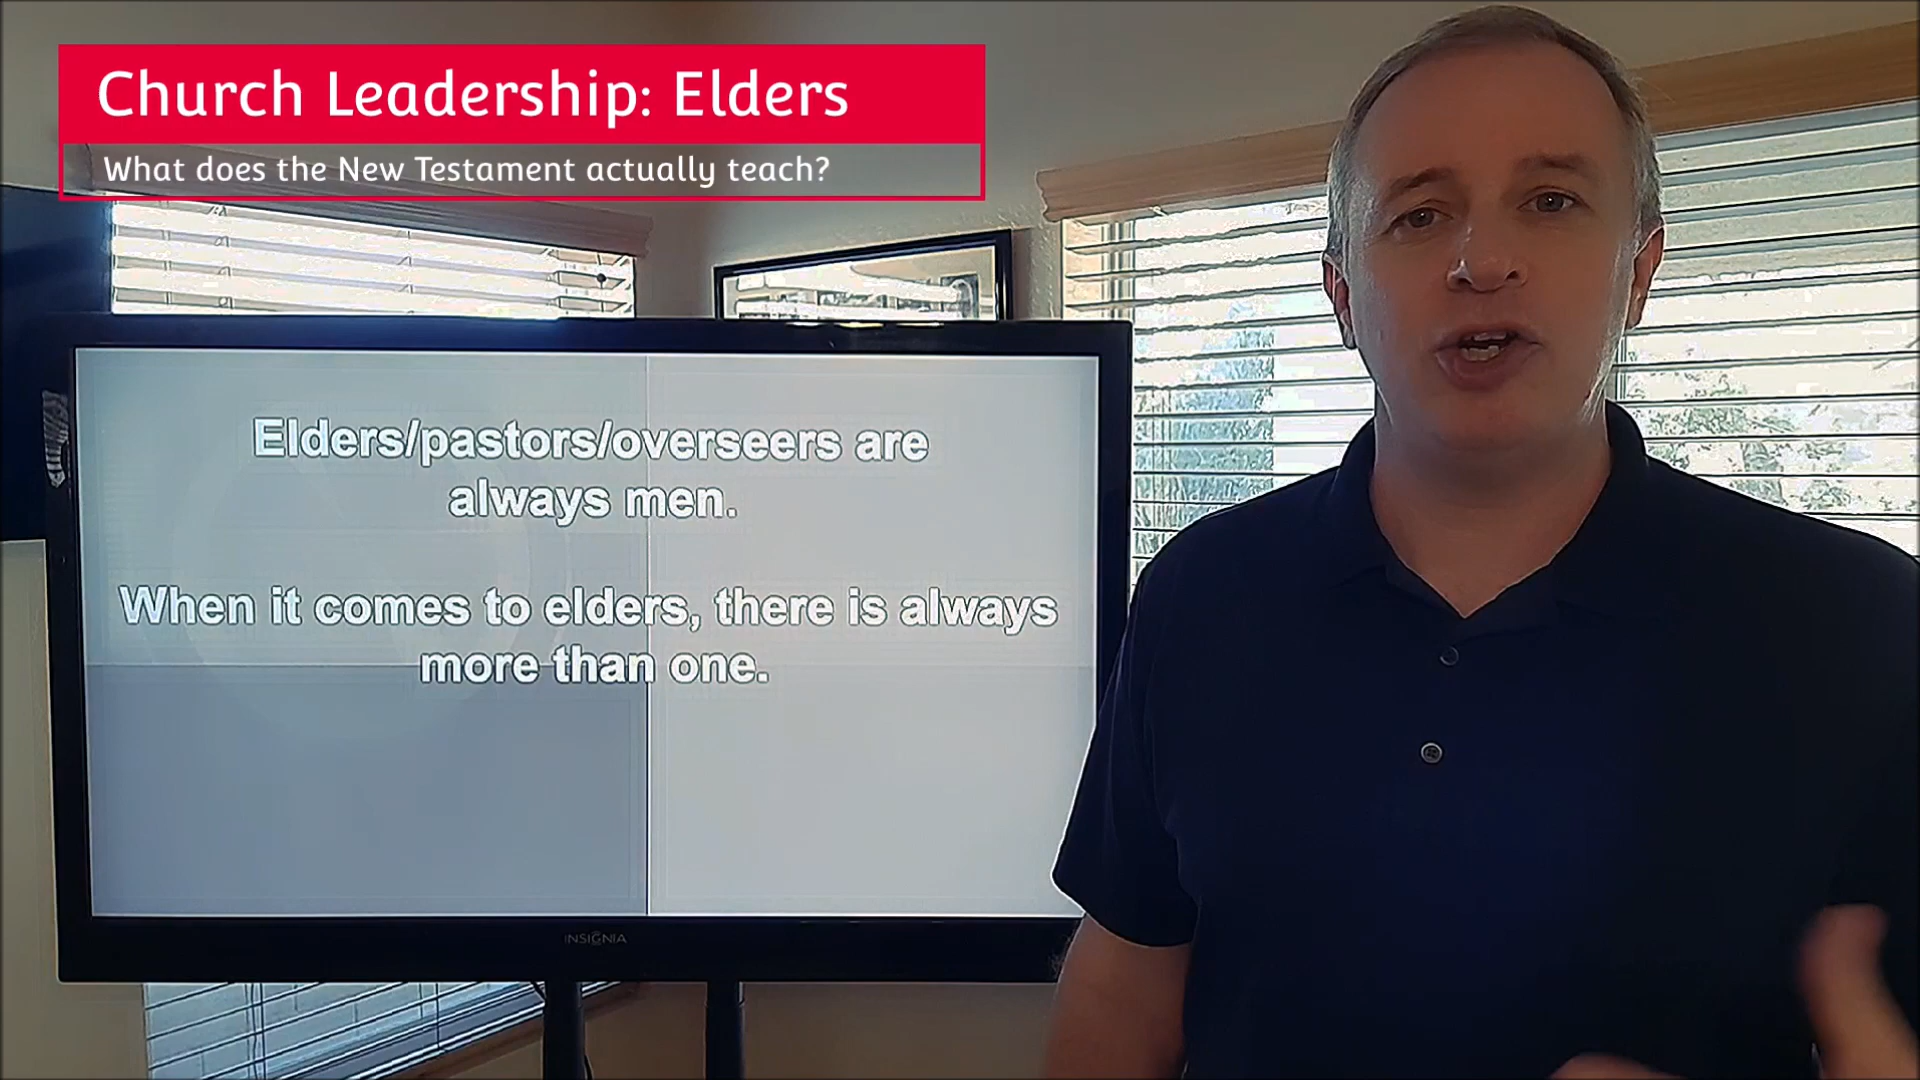 Church Leadership: Elders
What does the New Testament actually teach?
Elders/pastors/overseers are
always men.
When it comes to elders, there is always
more than one.
INSIGNIA